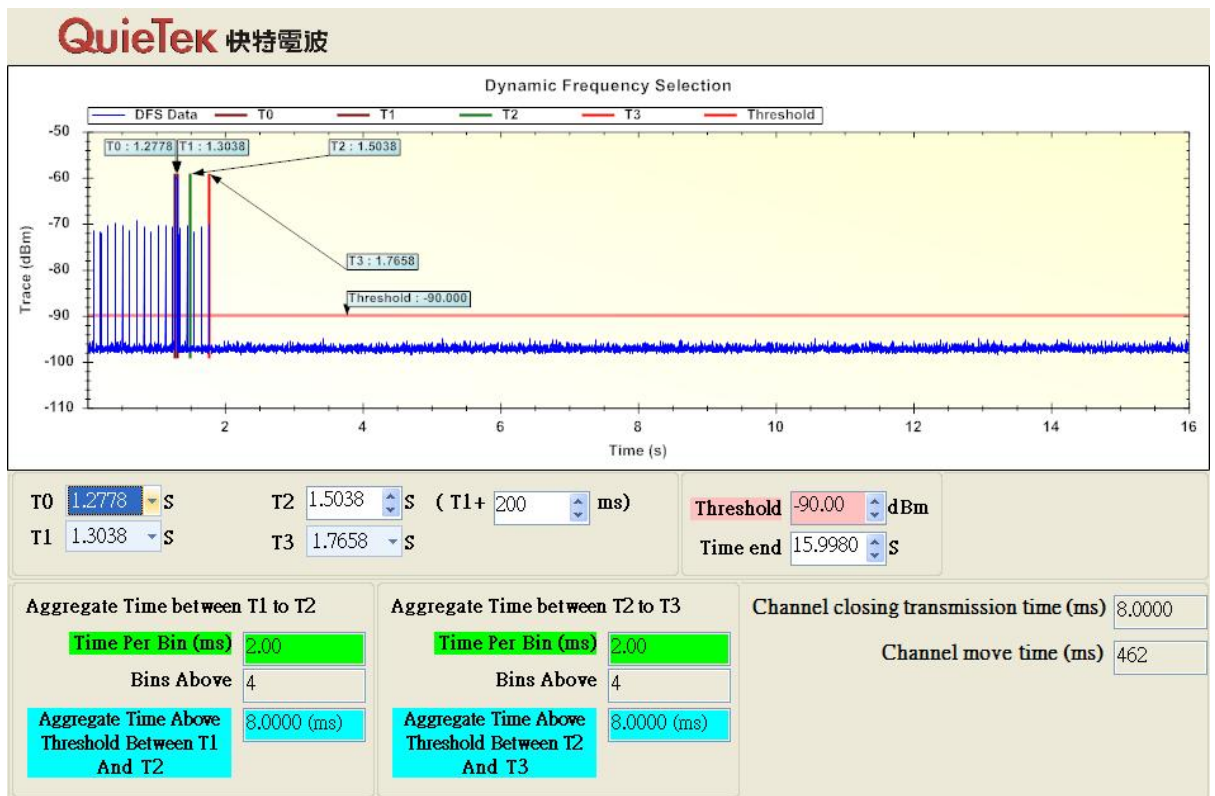 QuieTek 快特電波
Dynamic Frequency Selection
DFS Data T0 T1 T2 T3 Threshold
-50
T0 : 1.2778 T1 : 1.3038 T2 : 1.5038
-60
-70
T3 : 1.7658
-80
Threshold : -90.000
-90
-100
-110
Trace (dBm)
2 4 6 8 10 12 14 16
Time (s)
T0 1.2778 S T2 1.5038 S ( T1+ 200 ms) Threshold -90.00 dBm
T1 1.3038 S T3 1.7658 S Time end 15.9980 S
Aggregate Time between T1 to T2
Time Per Bin (ms) 2.00
Bins Above 4
Aggregate Time Above 8.0000 (ms)
Threshold Between T1
And T2
Aggregate Time between T2 to T3
Time Per Bin (ms) 2.00
Bins Above 4
Aggregate Time Above 8.0000 (ms)
Threshold Between T2
And T3
Channel closing transmission time (ms) 8.0000
Channel move time (ms) 462